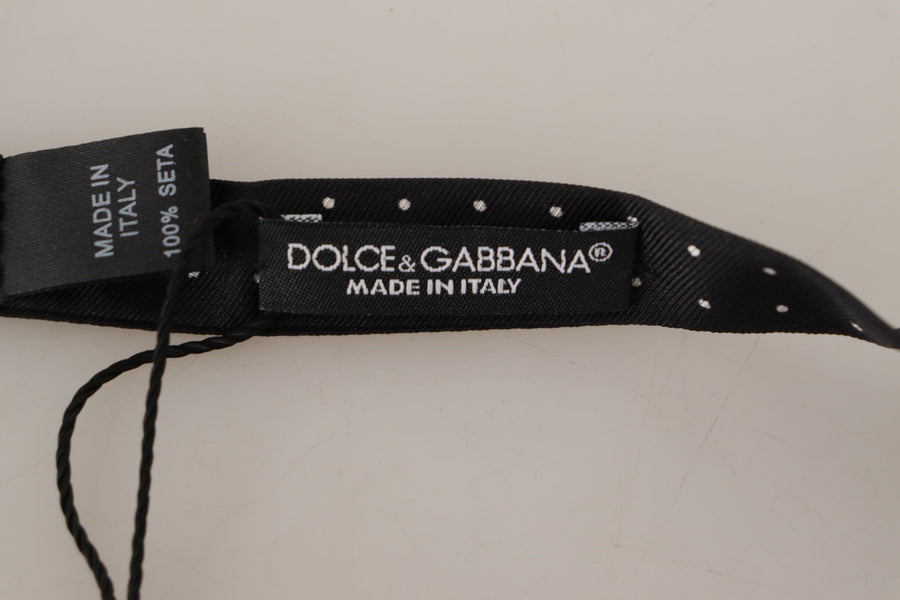 MADE IN
ITALY
100% SETA
DOLCE & GABBANA®
MADE IN ITALY